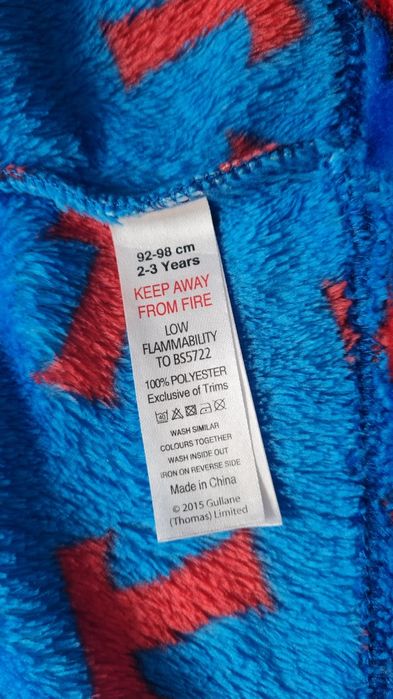 92-98 cm
2-3 Years
KEEP AWAY
FROM FIRE
LOW
FLAMMABILITY
TO BS5722
100% POLYESTER
Exclusive of Trims
40
WASH SIMILAR
COLOURS TOGETHER
WASH INSIDE OUT
IRON ON REVERSE SIDE
Made in China
© 2015 Gullane
(Thomas) Limited